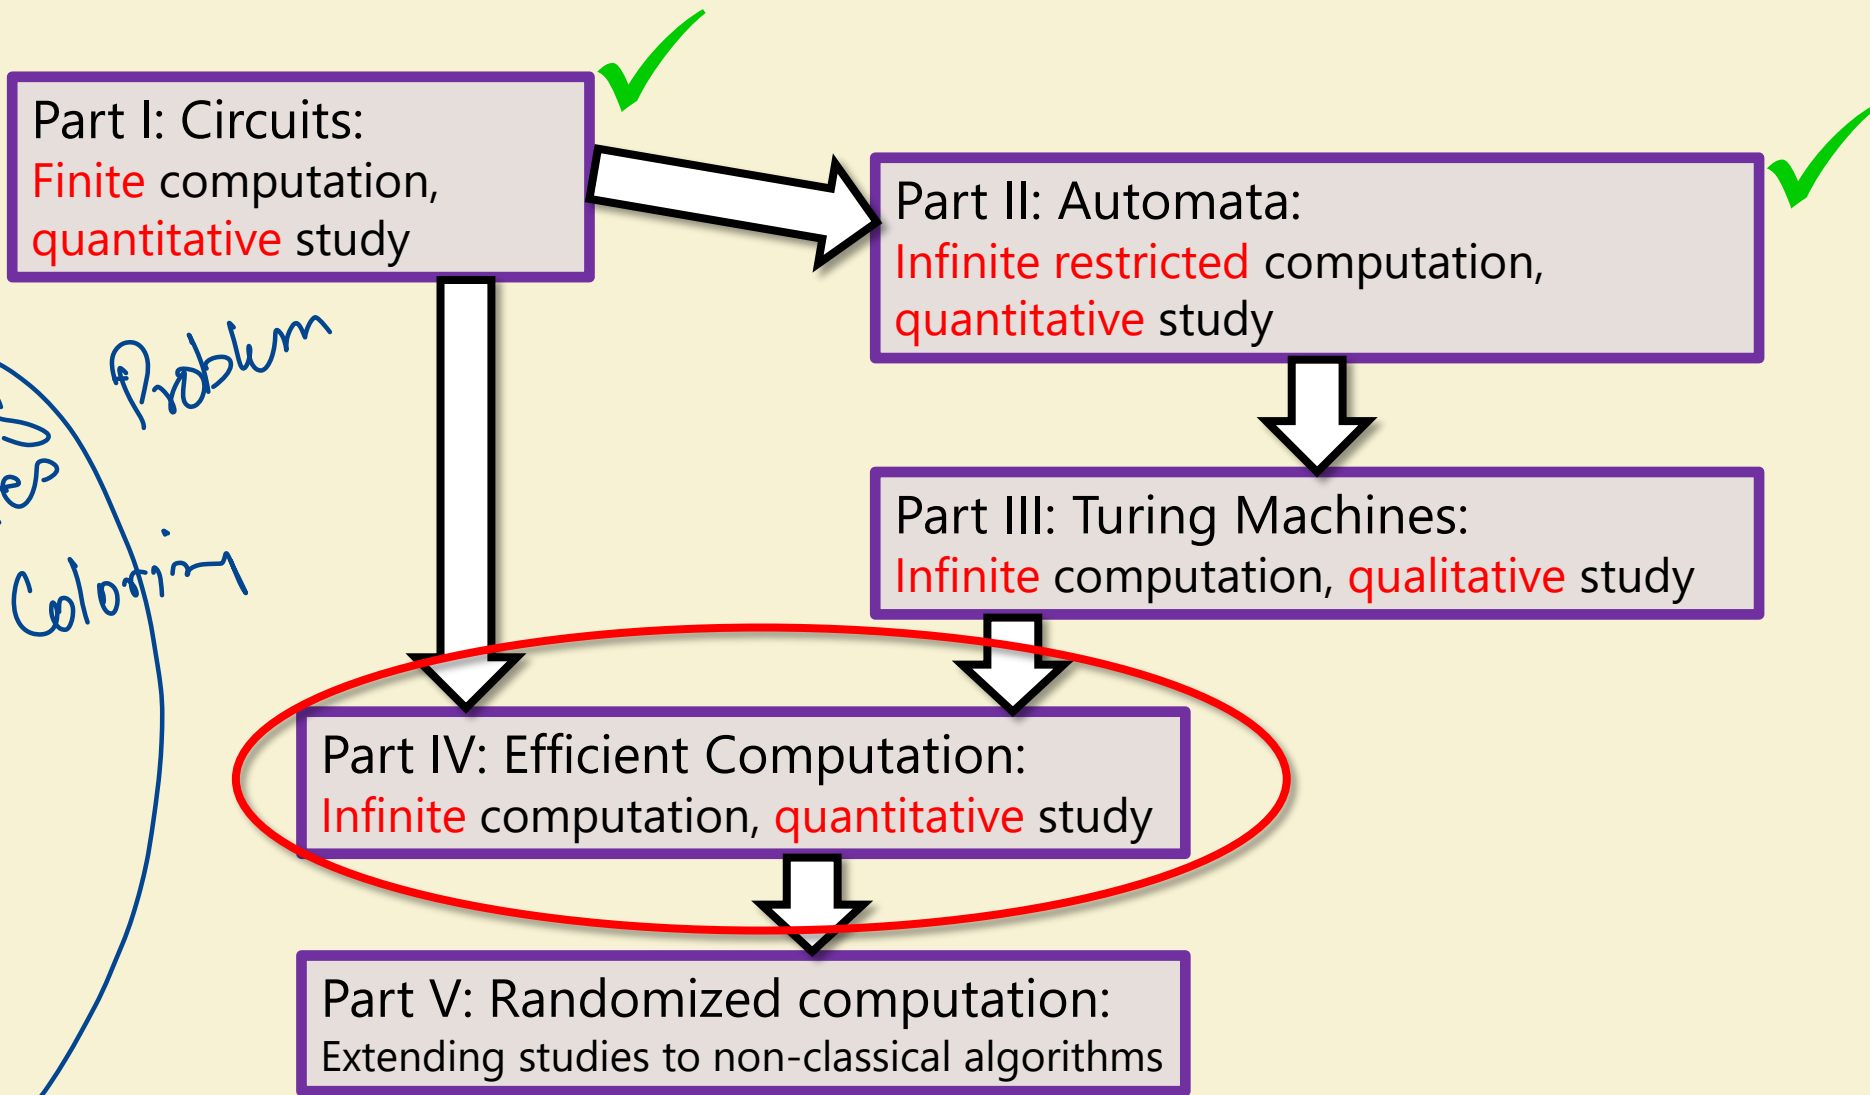 Part I: Circuits:
Finite computation,
quantitative study
Part II: Automata:
Infinite restricted computation,
quantitative study
Problem
Coloring
Part III: Turing Machines:
Infinite computation, qualitative study
Part IV: Efficient Computation:
Infinite computation, quantitative study
Part V: Randomized computation:
Extending studies to non-classical algorithms